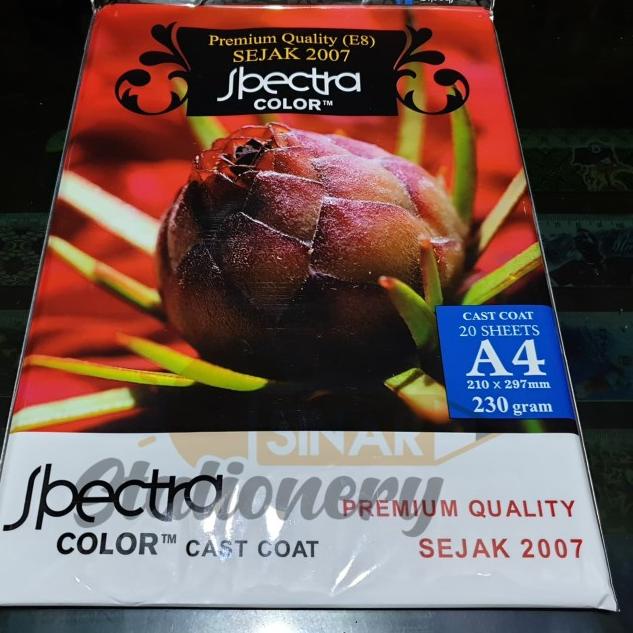 Premium Quality (E8)
SEJAK 2007
Spectra
COLOR™
CAST COAT
20 SHEETS
A4
210 × 297mm
230 gram
SINAR
Stationery
Spectra
COLOR™ CAST COAT
PREMIUM QUALITY
SEJAK 2007